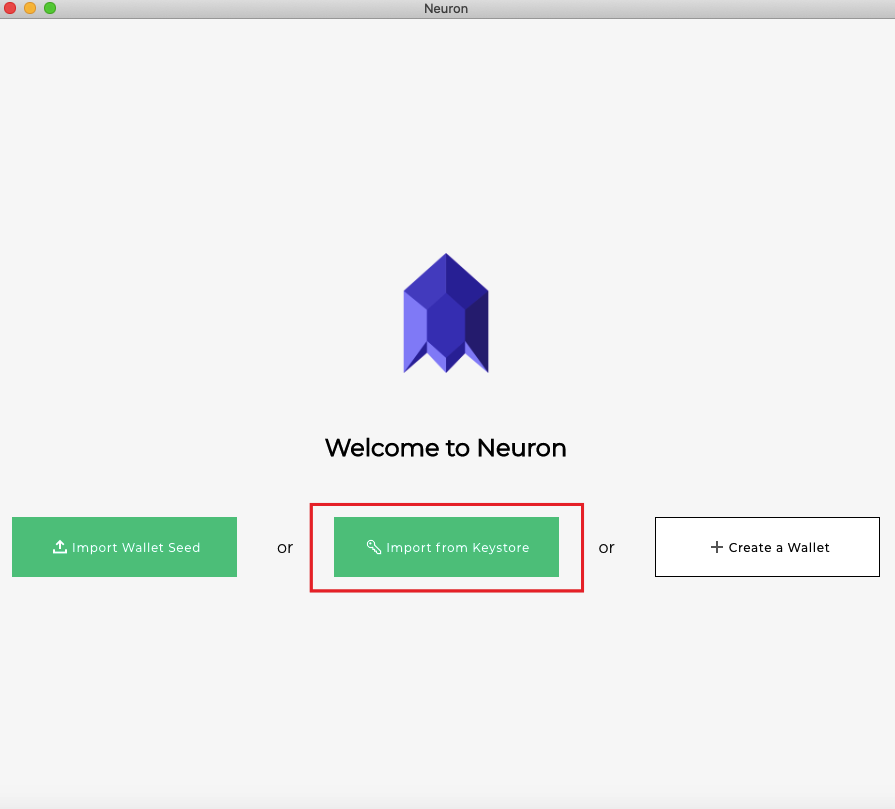 Neuron
Welcome to Neuron
Import Wallet Seed or Import from Keystore or Create a Wallet